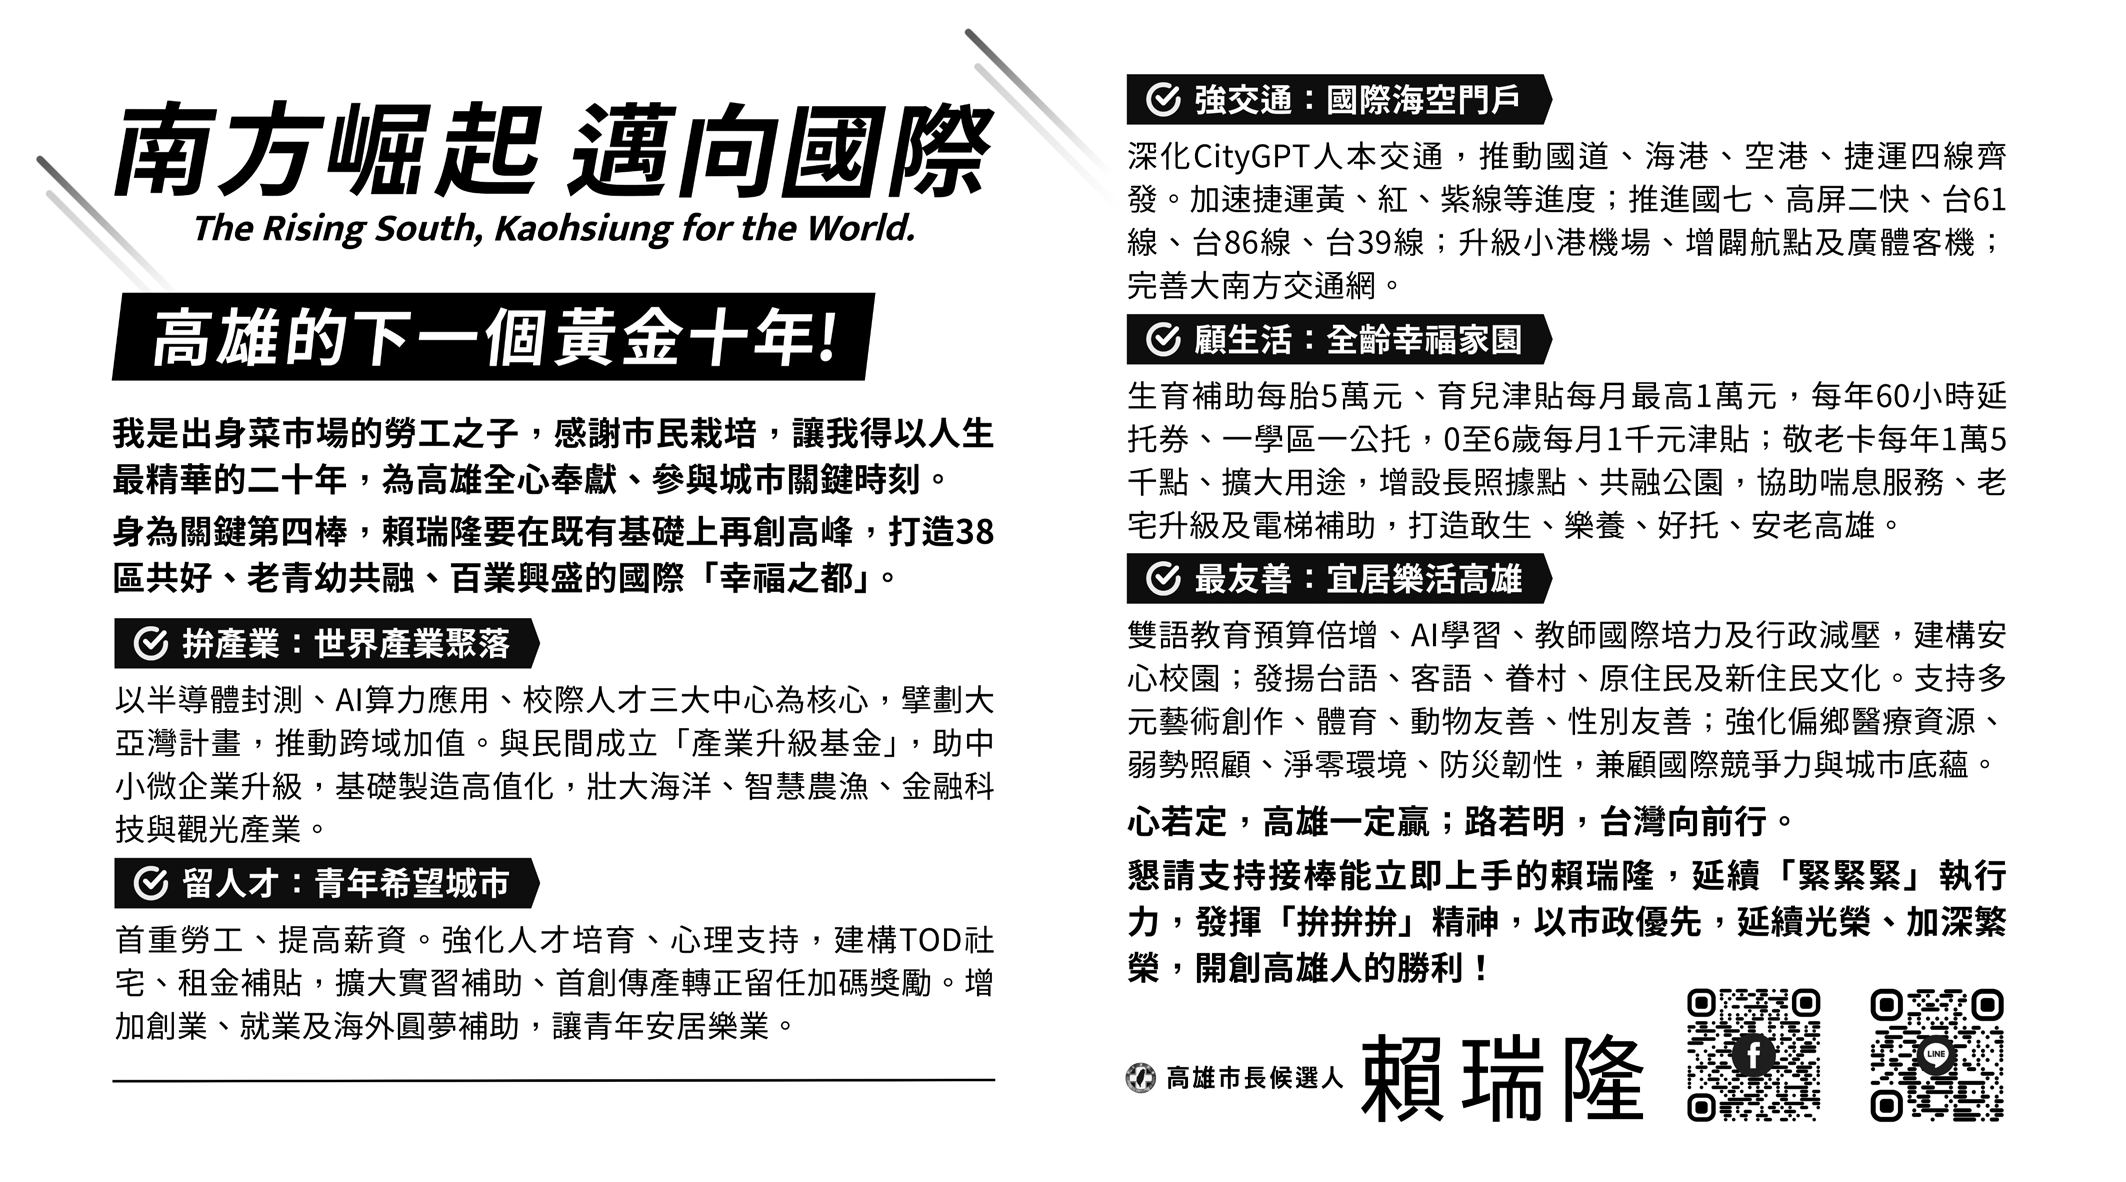 南方崛起 邁向國際
The Rising South, Kaohsiung for the World.
高雄的下一個黃金十年!
我是出身菜市場的勞工之子，感謝市民栽培，讓我得以人生
最精華的二十年，為高雄全心奉獻、參與城市關鍵時刻。
身為關鍵第四棒，賴瑞隆要在既有基礎上再創高峰，打造38
區共好、老青幼共融、百業興盛的國際「幸福之都」。
拚產業：世界產業聚落
以半導體封測、AI算力應用、校際人才三大中心為核心，擘劃大
亞灣計畫，推動跨域加值。與民間成立「產業升級基金」，助中
小微企業升級，基礎製造高值化，壯大海洋、智慧農漁、金融科
技與觀光產業。
留人才：青年希望城市
首重勞工、提高薪資。強化人才培育、心理支持，建構TOD社
宅、租金補貼，擴大實習補助、首創傳產轉正留任加碼獎勵。增
加創業、就業及海外圓夢補助，讓青年安居樂業。
強交通：國際海空門戶
深化CityGPT人本交通，推動國道、海港、空港、捷運四線齊
發。加速捷運黃、紅、紫線等進度；推進國七、高屏二快、台61
線、台86線、台39線；升級小港機場、增闢航點及廣體客機；
完善大南方交通網。
顧生活：全齡幸福家園
生育補助每胎5萬元、育兒津貼每月最高1萬元，每年60小時延
托券、一學區一公托，0至6歲每月1千元津貼；敬老卡每年1萬5
千點、擴大用途，增設長照據點、共融公園，協助喘息服務、老
宅升級及電梯補助，打造敢生、樂養、好托、安老高雄。
最友善：宜居樂活高雄
雙語教育預算倍增、AI學習、教師國際培力及行政減壓，建構安
心校園；發揚台語、客語、眷村、原住民及新住民文化。支持多
元藝術創作、體育、動物友善、性別友善；強化偏鄉醫療資源、
弱勢照顧、淨零環境、防災韌性，兼顧國際競爭力與城市底蘊。
心若定，高雄一定贏；路若明，台灣向前行。
懇請支持接棒能立即上手的賴瑞隆，延續「緊緊緊」執行
力，發揮「拚拚拚」精神，以市政優先，延續光榮、加深繁
榮，開創高雄人的勝利！
高雄市長候選人 賴瑞隆
f
LINE